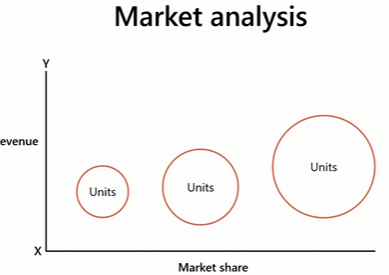 Market analysis
Y
evenue
Units
Units
Units
X
Market share